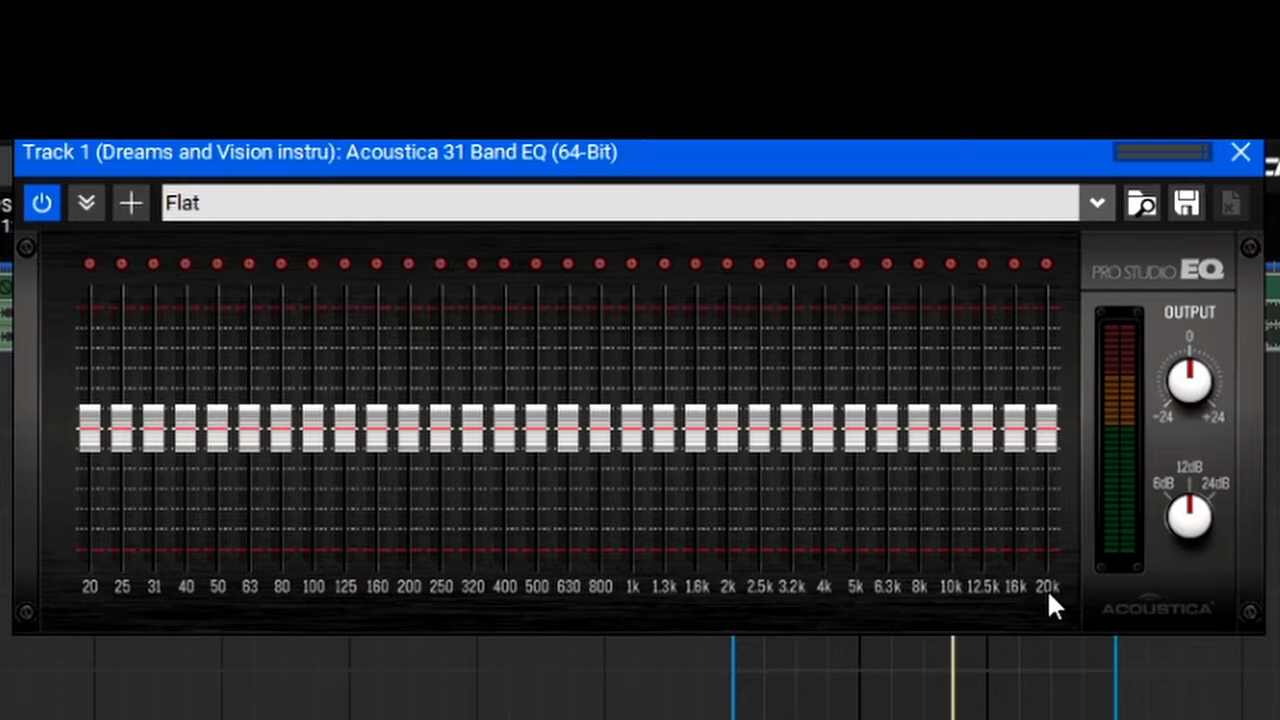 Track 1 (Dreams and Vision instru): Acoustica 31 Band EQ (64-Bit)
Flat
PRO STUDIO EQ
OUTPUT
0
-24 +24
12dB
6dB 24dB
20 25 31 40 50 63 80 100 125 160 200 250 320 400 500 630 800 1k 1.3k 1.6k 2k 2.5k 3.2k 4k 5k 6.3k 8k 10k 12.5k 16k 20k
ACOUSTICA